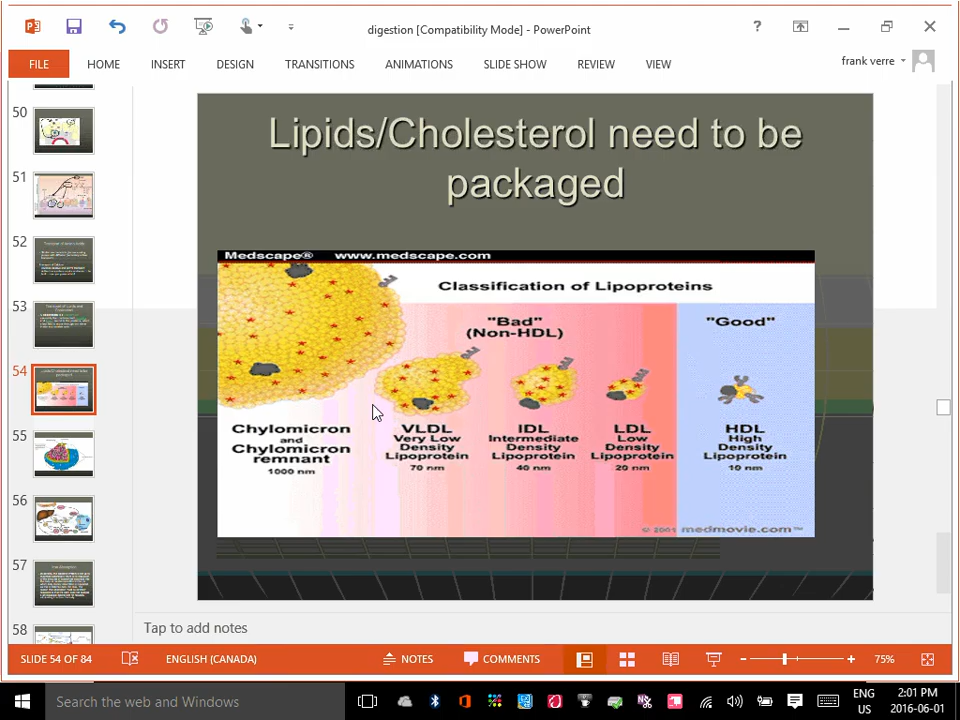 digestion [Compatibility Mode] - PowerPoint
?
FILE HOME INSERT DESIGN TRANSITIONS ANIMATIONS SLIDE SHOW REVIEW VIEW
frank verre
50
51
52
53
54
55
56
57
58
Lipids/Cholesterol need to be
packaged
Medscape® www.medscape.com
Classification of Lipoproteins
"Bad"
(Non-HDL)
"Good"
Chylomicron
and
Chylomicron
remnant
1000 nm
VLDL
Very Low
Density
Lipoprotein
70 nm
IDL
Intermediate
Density
Lipoprotein
40 nm
LDL
Low
Density
Lipoprotein
20 nm
HDL
High
Density
Lipoprotein
10 nm
© 2001 medmovie.com™
Tap to add notes
SLIDE 54 OF 84 ENGLISH (CANADA) NOTES COMMENTS 75%
Search the web and Windows
ENG
US
2:01 PM
2016-06-01